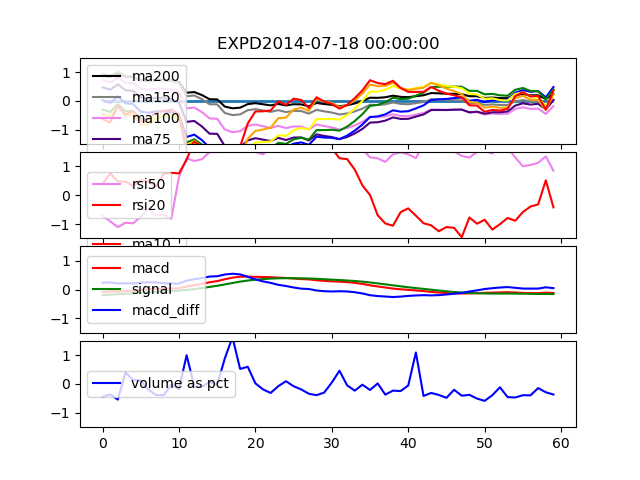 EXPD2014-07-18 00:00:00
1
0
−1
ma200
ma150
ma100
ma75
1
0
−1
rsi50
rsi20
ma10
1
0
−1
macd
signal
macd_diff
1
0
−1
volume as pct
0 10 20 30 40 50 60